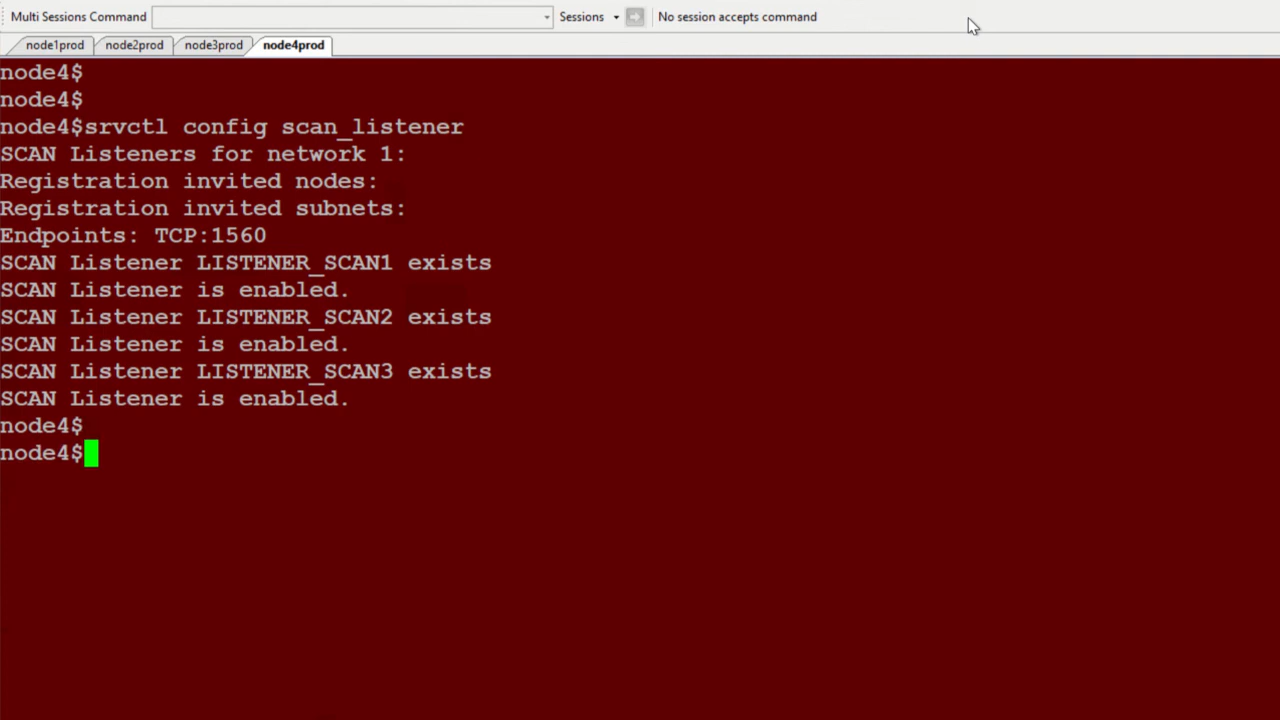 Multi Sessions Command Sessions No session accepts command
node1prod node2prod node3prod node4prod
node4$
node4$
node4$srvctl config scan_listener
SCAN Listeners for network 1:
Registration invited nodes:
Registration invited subnets:
Endpoints: TCP:1560
SCAN Listener LISTENER_SCAN1 exists
SCAN Listener is enabled.
SCAN Listener LISTENER_SCAN2 exists
SCAN Listener is enabled.
SCAN Listener LISTENER_SCAN3 exists
SCAN Listener is enabled.
node4$
node4$